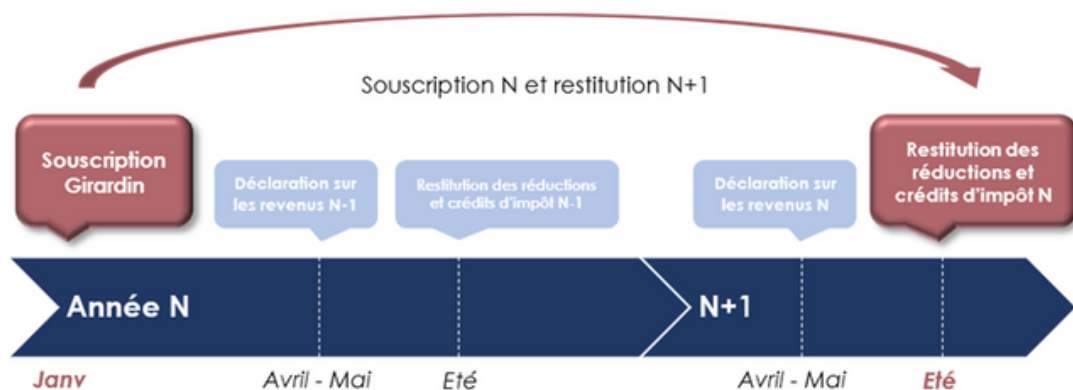 Souscription N et restitution N+1
Souscription
Girardin
Déclaration sur
les revenus N-1
Restitution des réductions
et crédits d'impôt N-1
Déclaration sur
les revenus N
Restitution des
réductions et
crédits d'impôt N
Année N
N+1
Janv
Avril - Mai
Eté
Avril - Mai
Eté